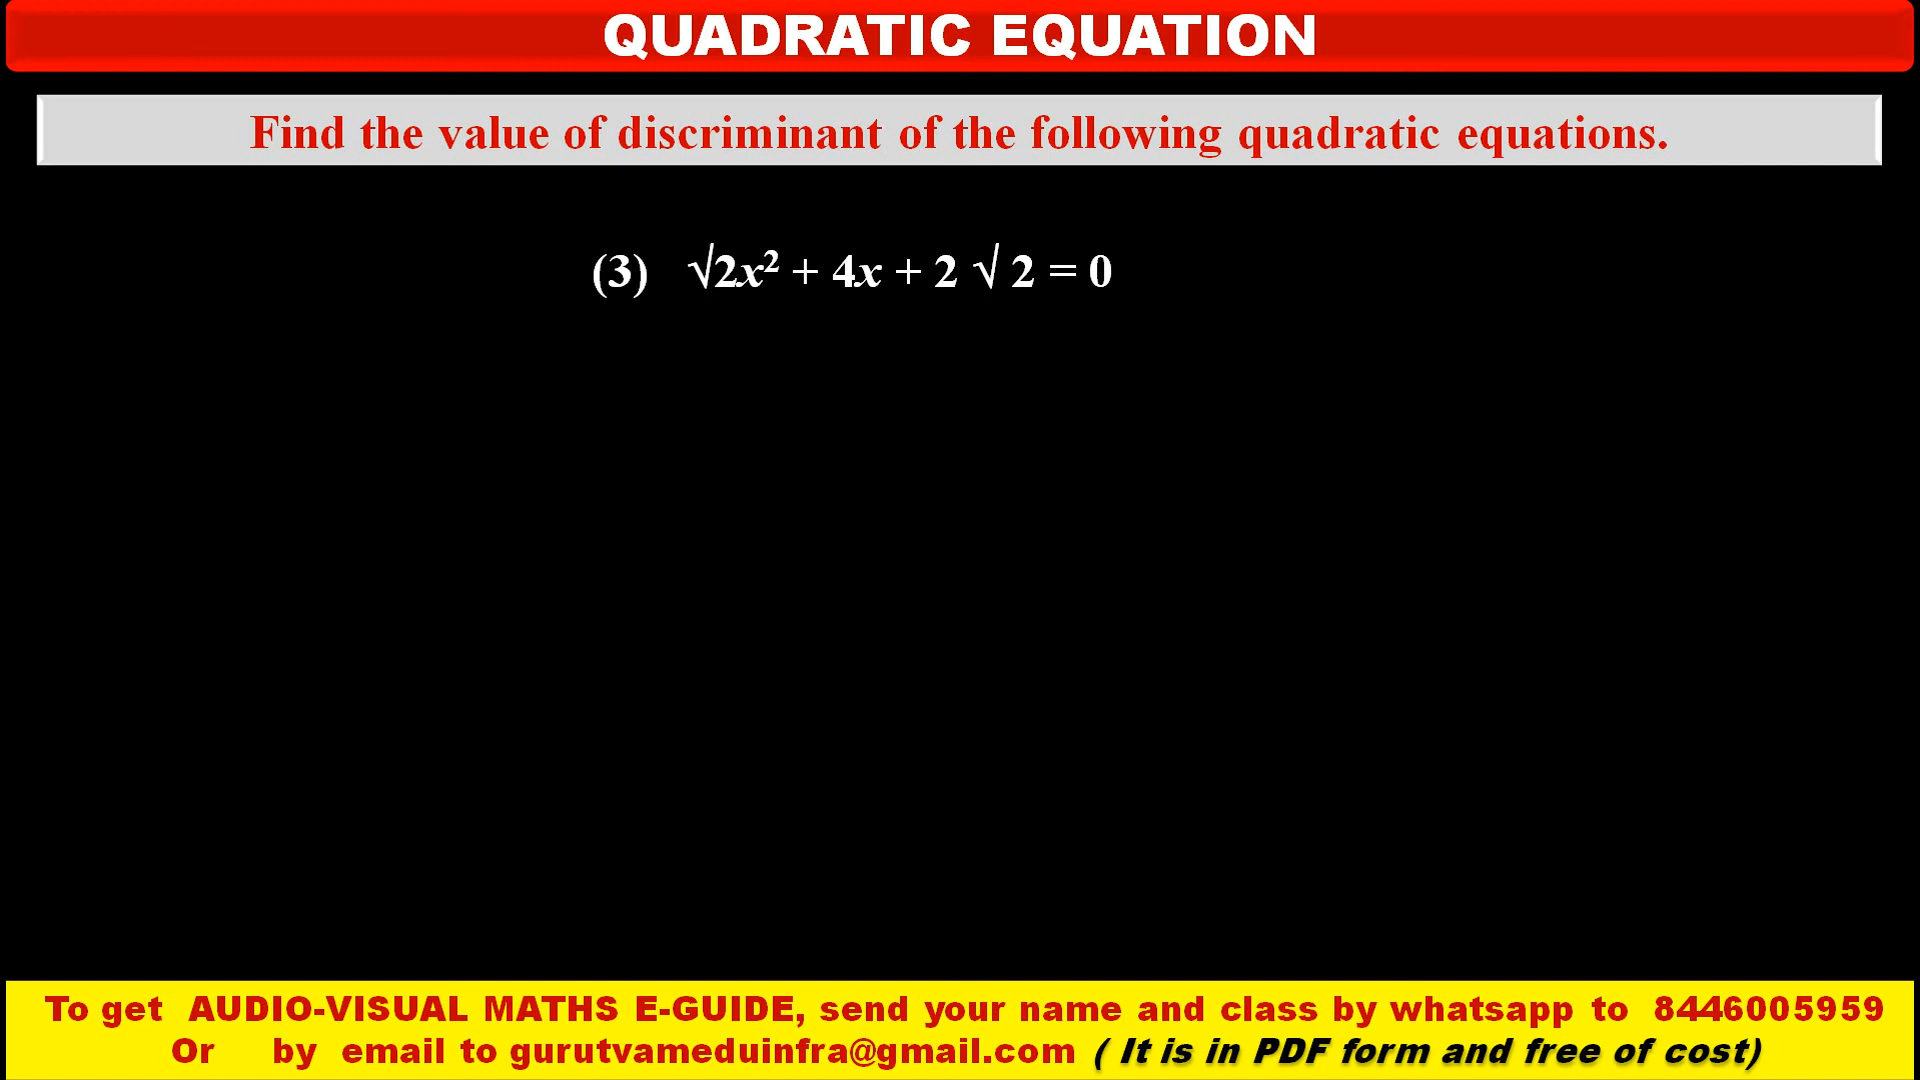 QUADRATIC EQUATION
Find the value of discriminant of the following quadratic equations.
(3) √2x² + 4x + 2 √ 2 = 0
To get AUDIO-VISUAL MATHS E-GUIDE, send your name and class by whatsapp to 8446005959
Or by email to gurutvameduinfra@gmail.com ( It is in PDF form and free of cost)